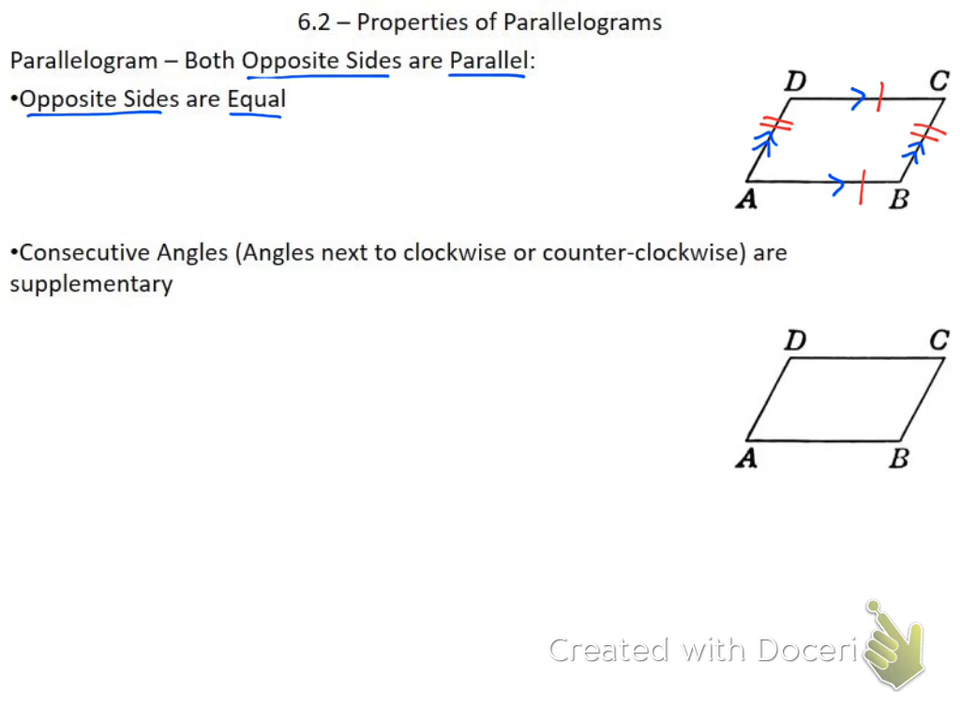 6.2 – Properties of Parallelograms
Parallelogram – Both Opposite Sides are Parallel:
•Opposite Sides are Equal
D C
A B
•Consecutive Angles (Angles next to clockwise or counter-clockwise) are
supplementary
D C
A B
Created with Doceri